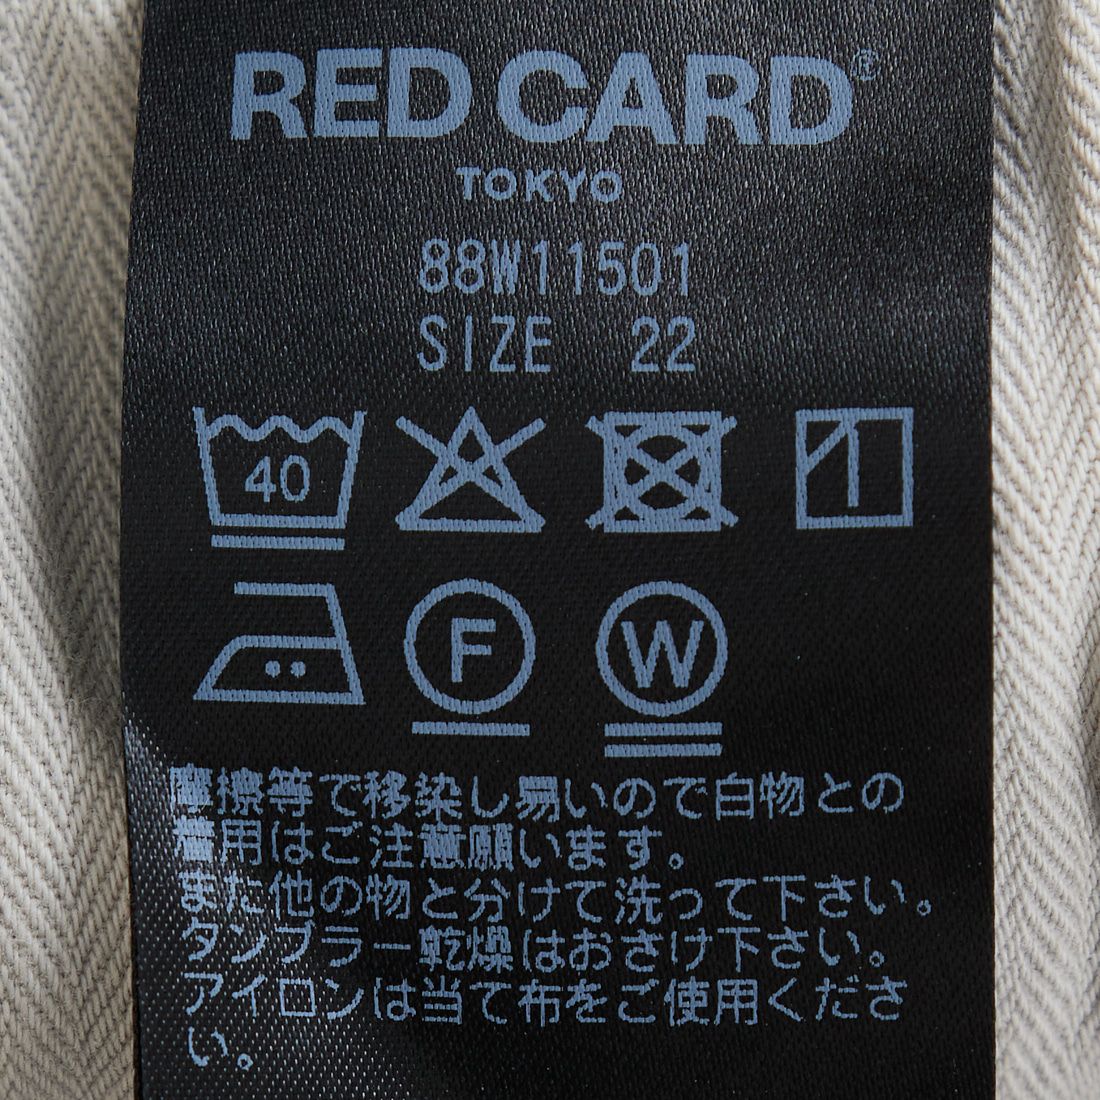 RED CARD®
TOKYO
88W11501
SIZE 22
40
F
W
摩擦等で移染し易いので白物との
着用はご注意願います。
また他の物と分けて洗って下さい。
タンブラー乾燥はおさけ下さい。
アイロンは当て布をご使用くださ
い。